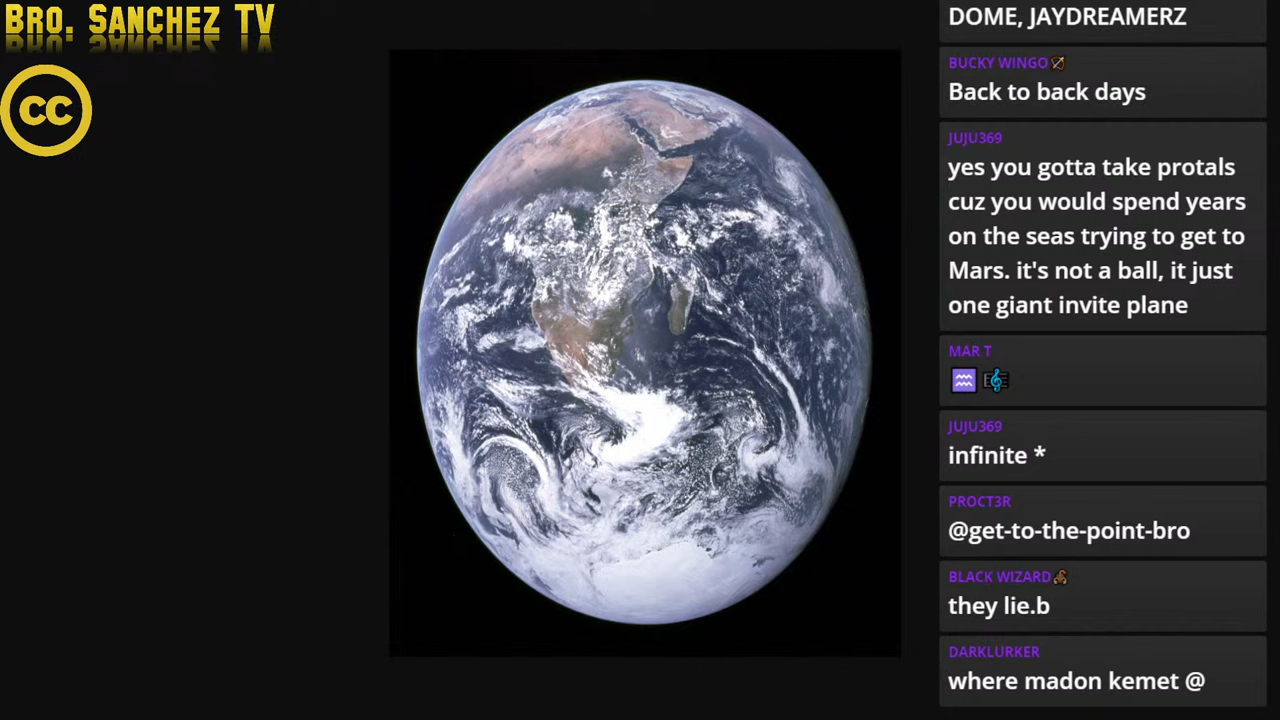 BRO. SANCHEZ TV
CC
DOME, JAYDREAMERZ
BUCKY WINGO
Back to back days
JUJU369
yes you gotta take protals
cuz you would spend years
on the seas trying to get to
Mars. it's not a ball, it just
one giant invite plane
MAR T
JUJU369
infinite *
PROCT3R
@get-to-the-point-bro
BLACK WIZARD
they lie.b
DARKLURKER
where madon kemet @